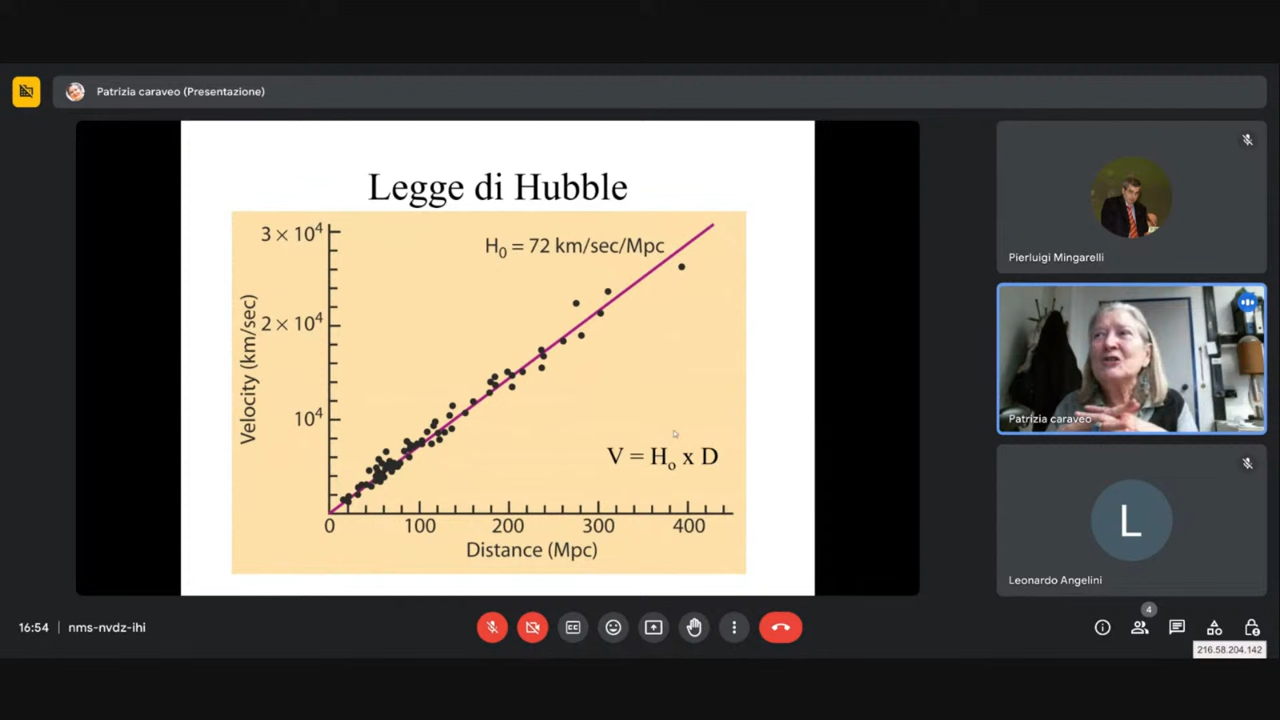 Patrizia caraveo (Presentazione)
Legge di Hubble
3 × 10⁴
H₀ = 72 km/sec/Mpc
2 × 10⁴
10⁴
Velocity (km/sec)
V = Hₒ x D
0 100 200 300 400
Distance (Mpc)
Pierluigi Mingarelli
Patrizia caraveo
L
Leonardo Angelini
16:54 | nms-nvdz-ihi
CC
4
216.58.204.142